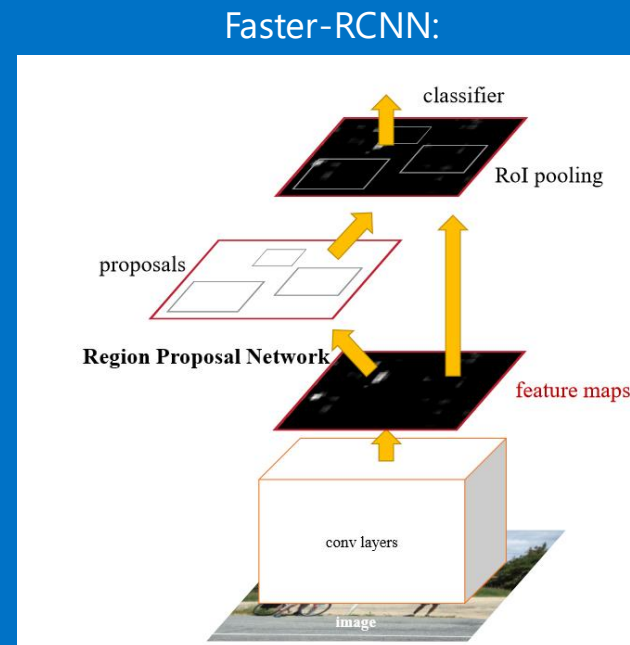 Faster-RCNN:
classifier
RoI pooling
proposals
Region Proposal Network
feature maps
conv layers
image